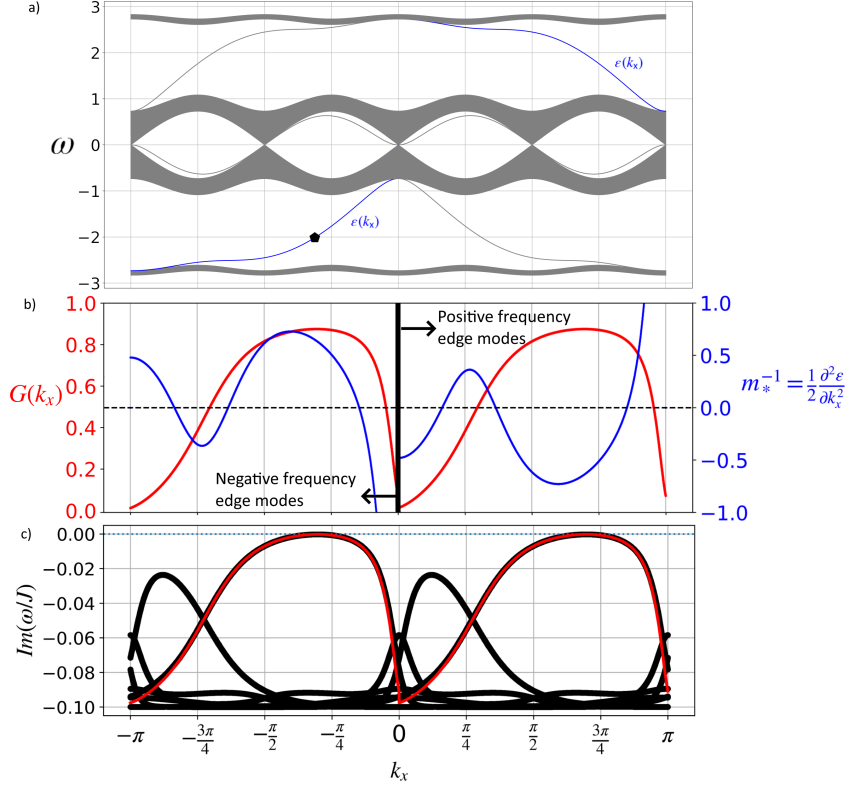 a)
3
2
1
0
−1
−2
−3
ω
ε(kₓ)
ε(kₓ)
b)
1.0
0.8
0.6
0.4
0.2
0.0
G(kₓ)
Positive frequency
edge modes
Negative frequency
edge modes
1.0
0.5
0.0
−0.5
−1.0
m₊⁻¹ = 1/2 ∂²ε/∂kₓ²
c)
0.00
−0.02
−0.04
−0.06
−0.08
−0.10
Im(ω/J)
−π −3π/4 −π/2 −π/4 0 π/4 π/2 3π/4 π
kₓ